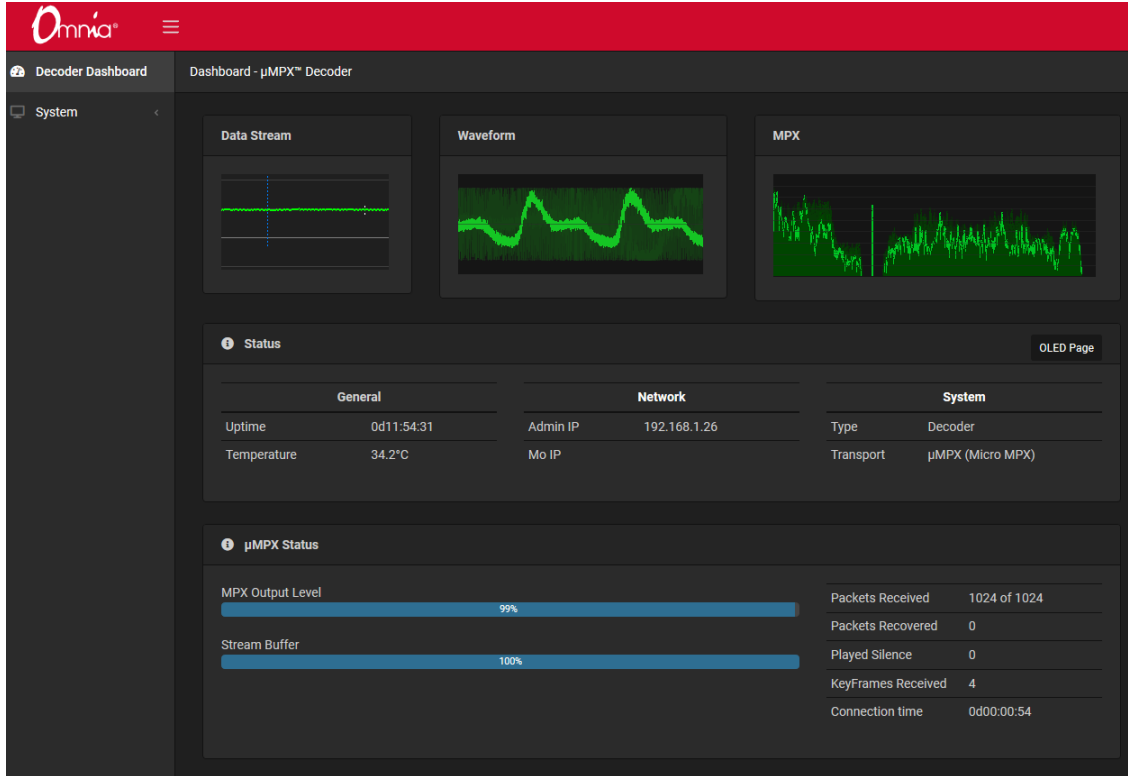 Omnia®
Decoder Dashboard
Dashboard - µMPX™ Decoder
System
Data Stream
Waveform
MPX
Status
OLED Page
General
Network
System
Uptime 0d11:54:31
Admin IP 192.168.1.26
Type Decoder
Temperature 34.2°C
Mo IP
Transport µMPX (Micro MPX)
µMPX Status
MPX Output Level
99%
Stream Buffer
100%
Packets Received 1024 of 1024
Packets Recovered 0
Played Silence 0
KeyFrames Received 4
Connection time 0d00:00:54